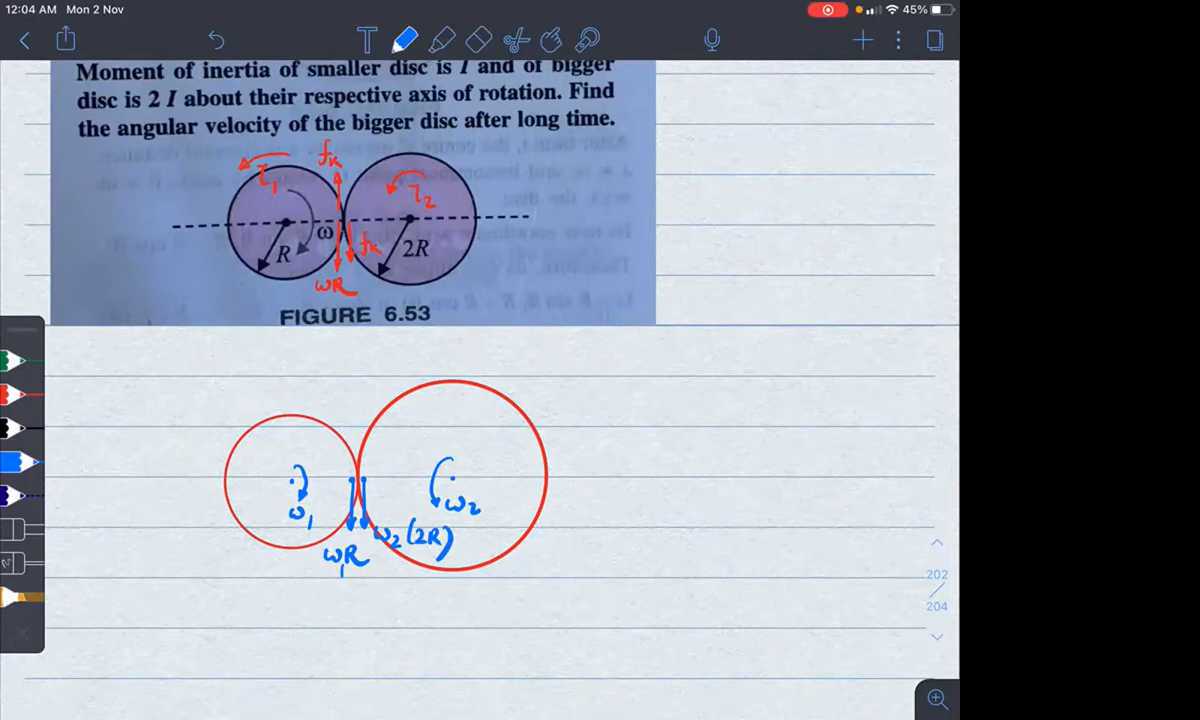 12:04 AM Mon 2 Nov
45%
Moment of inertia of smaller disc is I and of bigger
disc is 2 I about their respective axis of rotation. Find
the angular velocity of the bigger disc after long time.
fk
τ1
τ2
ω
R
fk
2R
ωR
FIGURE 6.53
ω1
ω2
ω2(2R)
ω1R
202
204